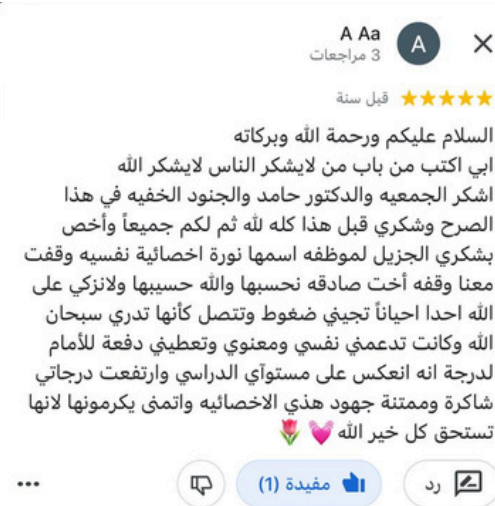 A Aa
A
3 مراجعات
قبل سنة
السلام عليكم ورحمة الله وبركاته
ابي اكتب من باب من لايشكر الناس لايشكر الله
اشكر الجمعيه والدكتور حامد والجنود الخفيه في هذا
الصرح وشكري قبل هذا كله لله ثم لكم جميعاً وأخص
بشكري الجزيل لموظفه اسمها نورة اخصائية نفسيه وقفت
معنا وقفه أخت صادقه نحسبها والله حسيبها ولانزكي على
الله احدا احياناً تجيني ضغوط وتتصل كأنها تدري سبحان
الله وكانت تدعمني نفسي ومعنوي وتعطيني دفعة للأمام
لدرجة انه انعكس على مستوآي الدراسي وارتفعت درجاتي
شاكرة وممتنة جهود هذي الاخصائيه واتمنى يكرمونها لانها
تستحق كل خير الله 💓🌷
رد
مفيدة (1)